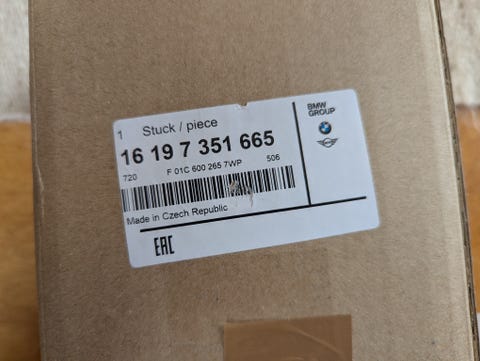 1 Stuck / piece
16 19 7 351 665
720 F 01C 600 265 7WP 506
Made in Czech Republic
EAC
BMW
GROUP